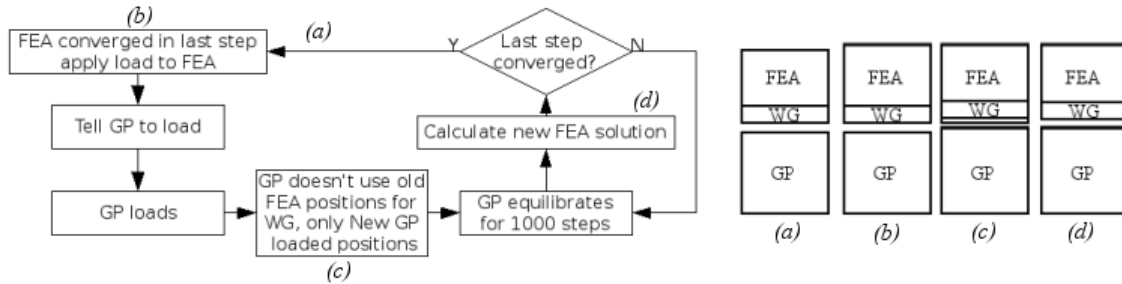 (b)
FEA converged in last step
apply load to FEA
(a)
Y
Last step
converged?
N
Tell GP to load
(d)
Calculate new FEA solution
GP loads
GP doesn't use old
FEA positions for
WG, only New GP
loaded positions
(c)
GP equilibrates
for 1000 steps
FEA
WG
GP
(a)
FEA
WG
GP
(b)
FEA
WG
GP
(c)
FEA
WG
GP
(d)